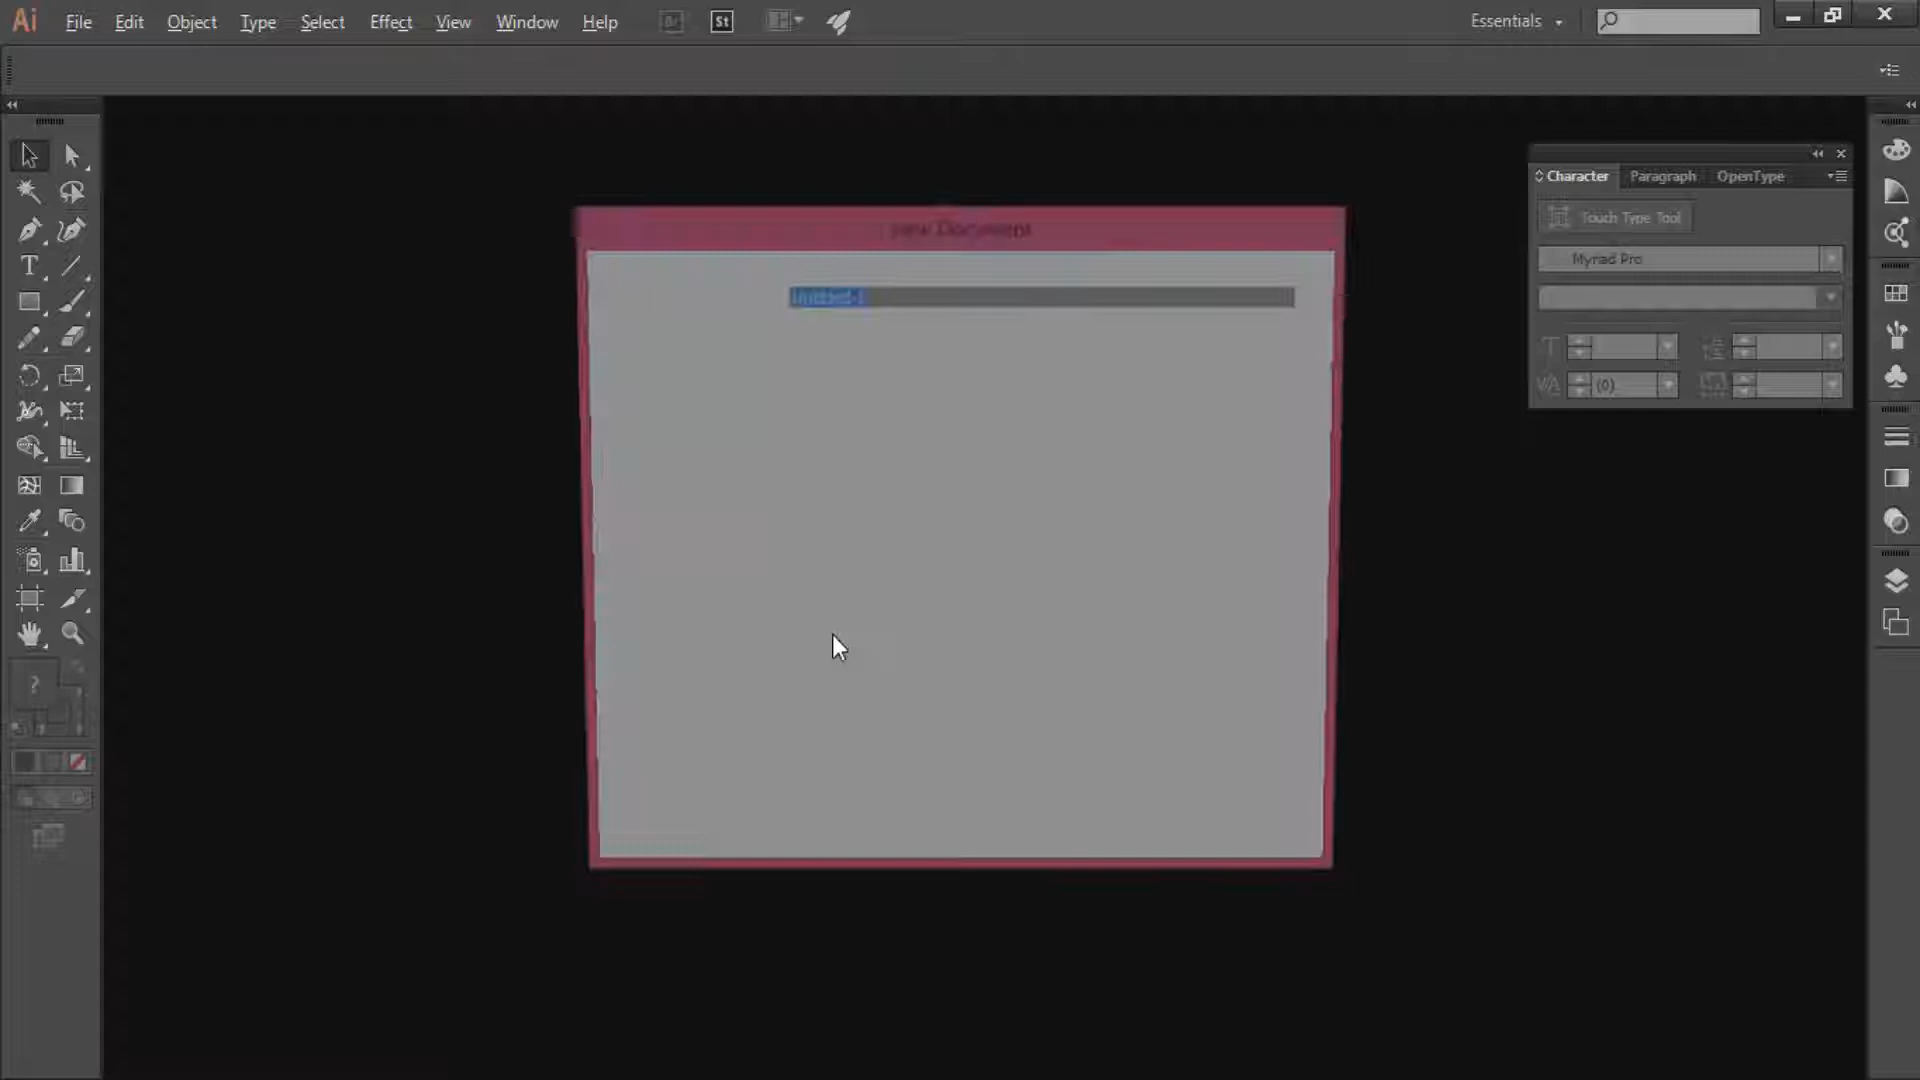 Ai File Edit Object Type Select Effect View Window Help Br St Essentials
New Document
Untitled-1
Character Paragraph OpenType
Touch Type Tool
Myriad Pro
(0)
?